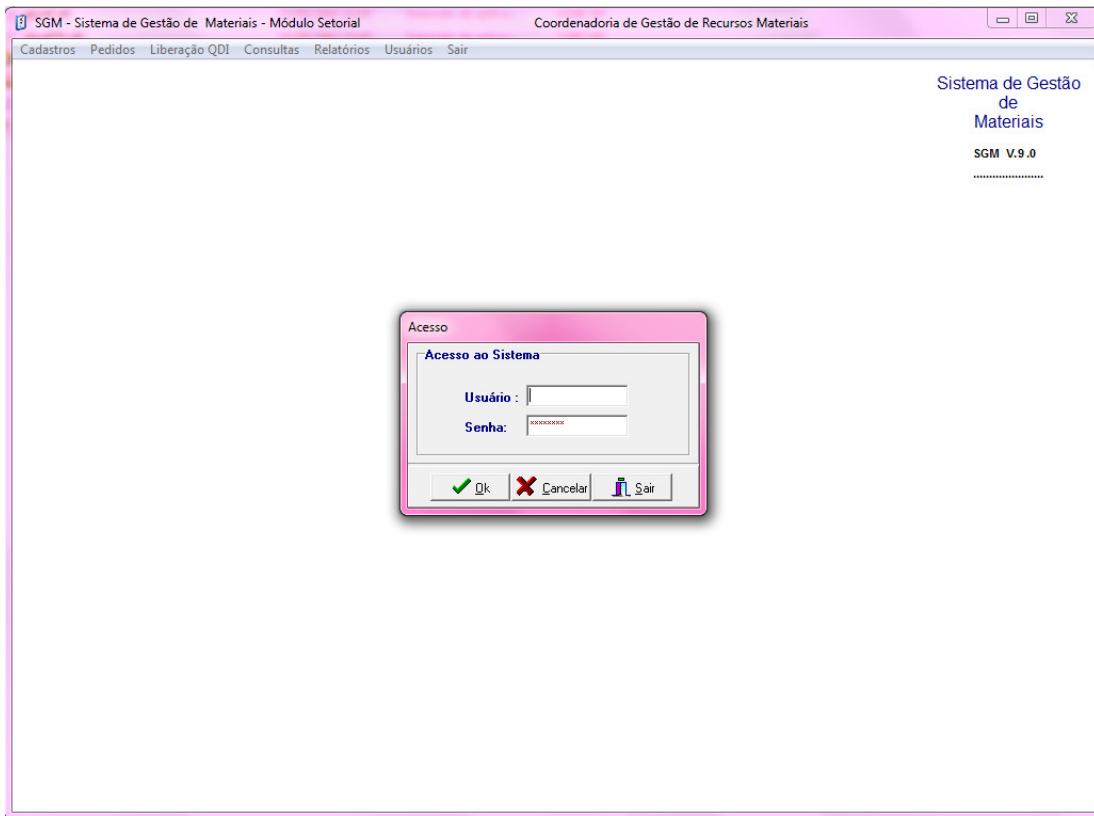 SGM - Sistema de Gestão de Materiais - Módulo Setorial Coordenadoria de Gestão de Recursos Materiais
Cadastros Pedidos Liberação QDI Consultas Relatórios Usuários Sair
Sistema de Gestão
de
Materiais
SGM V.9.0
......................
Acesso
Acesso ao Sistema
Usuário :
Senha: ××××××××
Ok Cancelar Sair